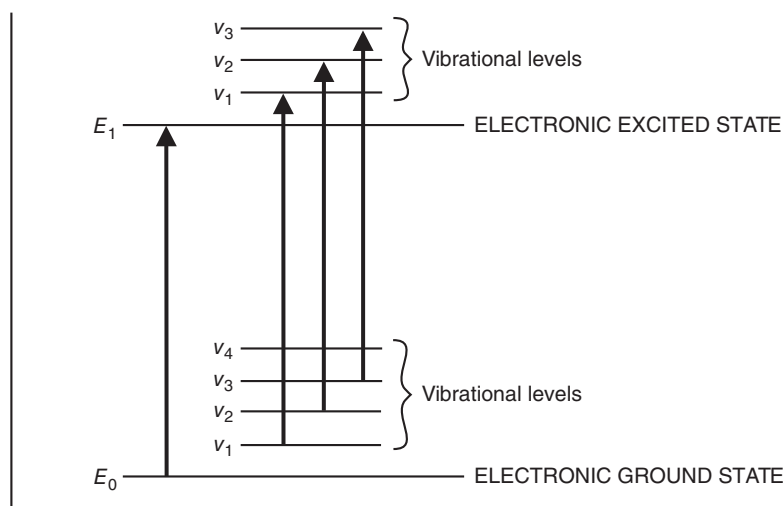 v₃
v₂ Vibrational levels
v₁
E₁ ELECTRONIC EXCITED STATE
v₄
v₃ Vibrational levels
v₂
v₁
E₀ ELECTRONIC GROUND STATE